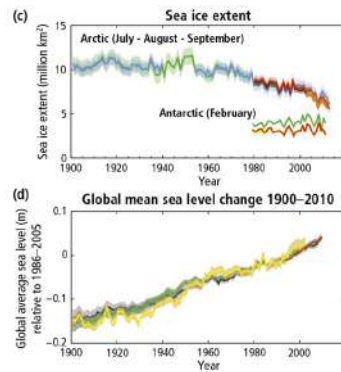 (c) Sea ice extent
Arctic (July - August - September)
Antarctic (February)
Sea ice extent (million km²)
15
10
5
0
1900 1920 1940 1960 1980 2000
Year
(d) Global mean sea level change 1900–2010
Global average sea level (m)
relative to 1986–2005
0.1
0
−0.1
−0.2
1900 1920 1940 1960 1980 2000
Year